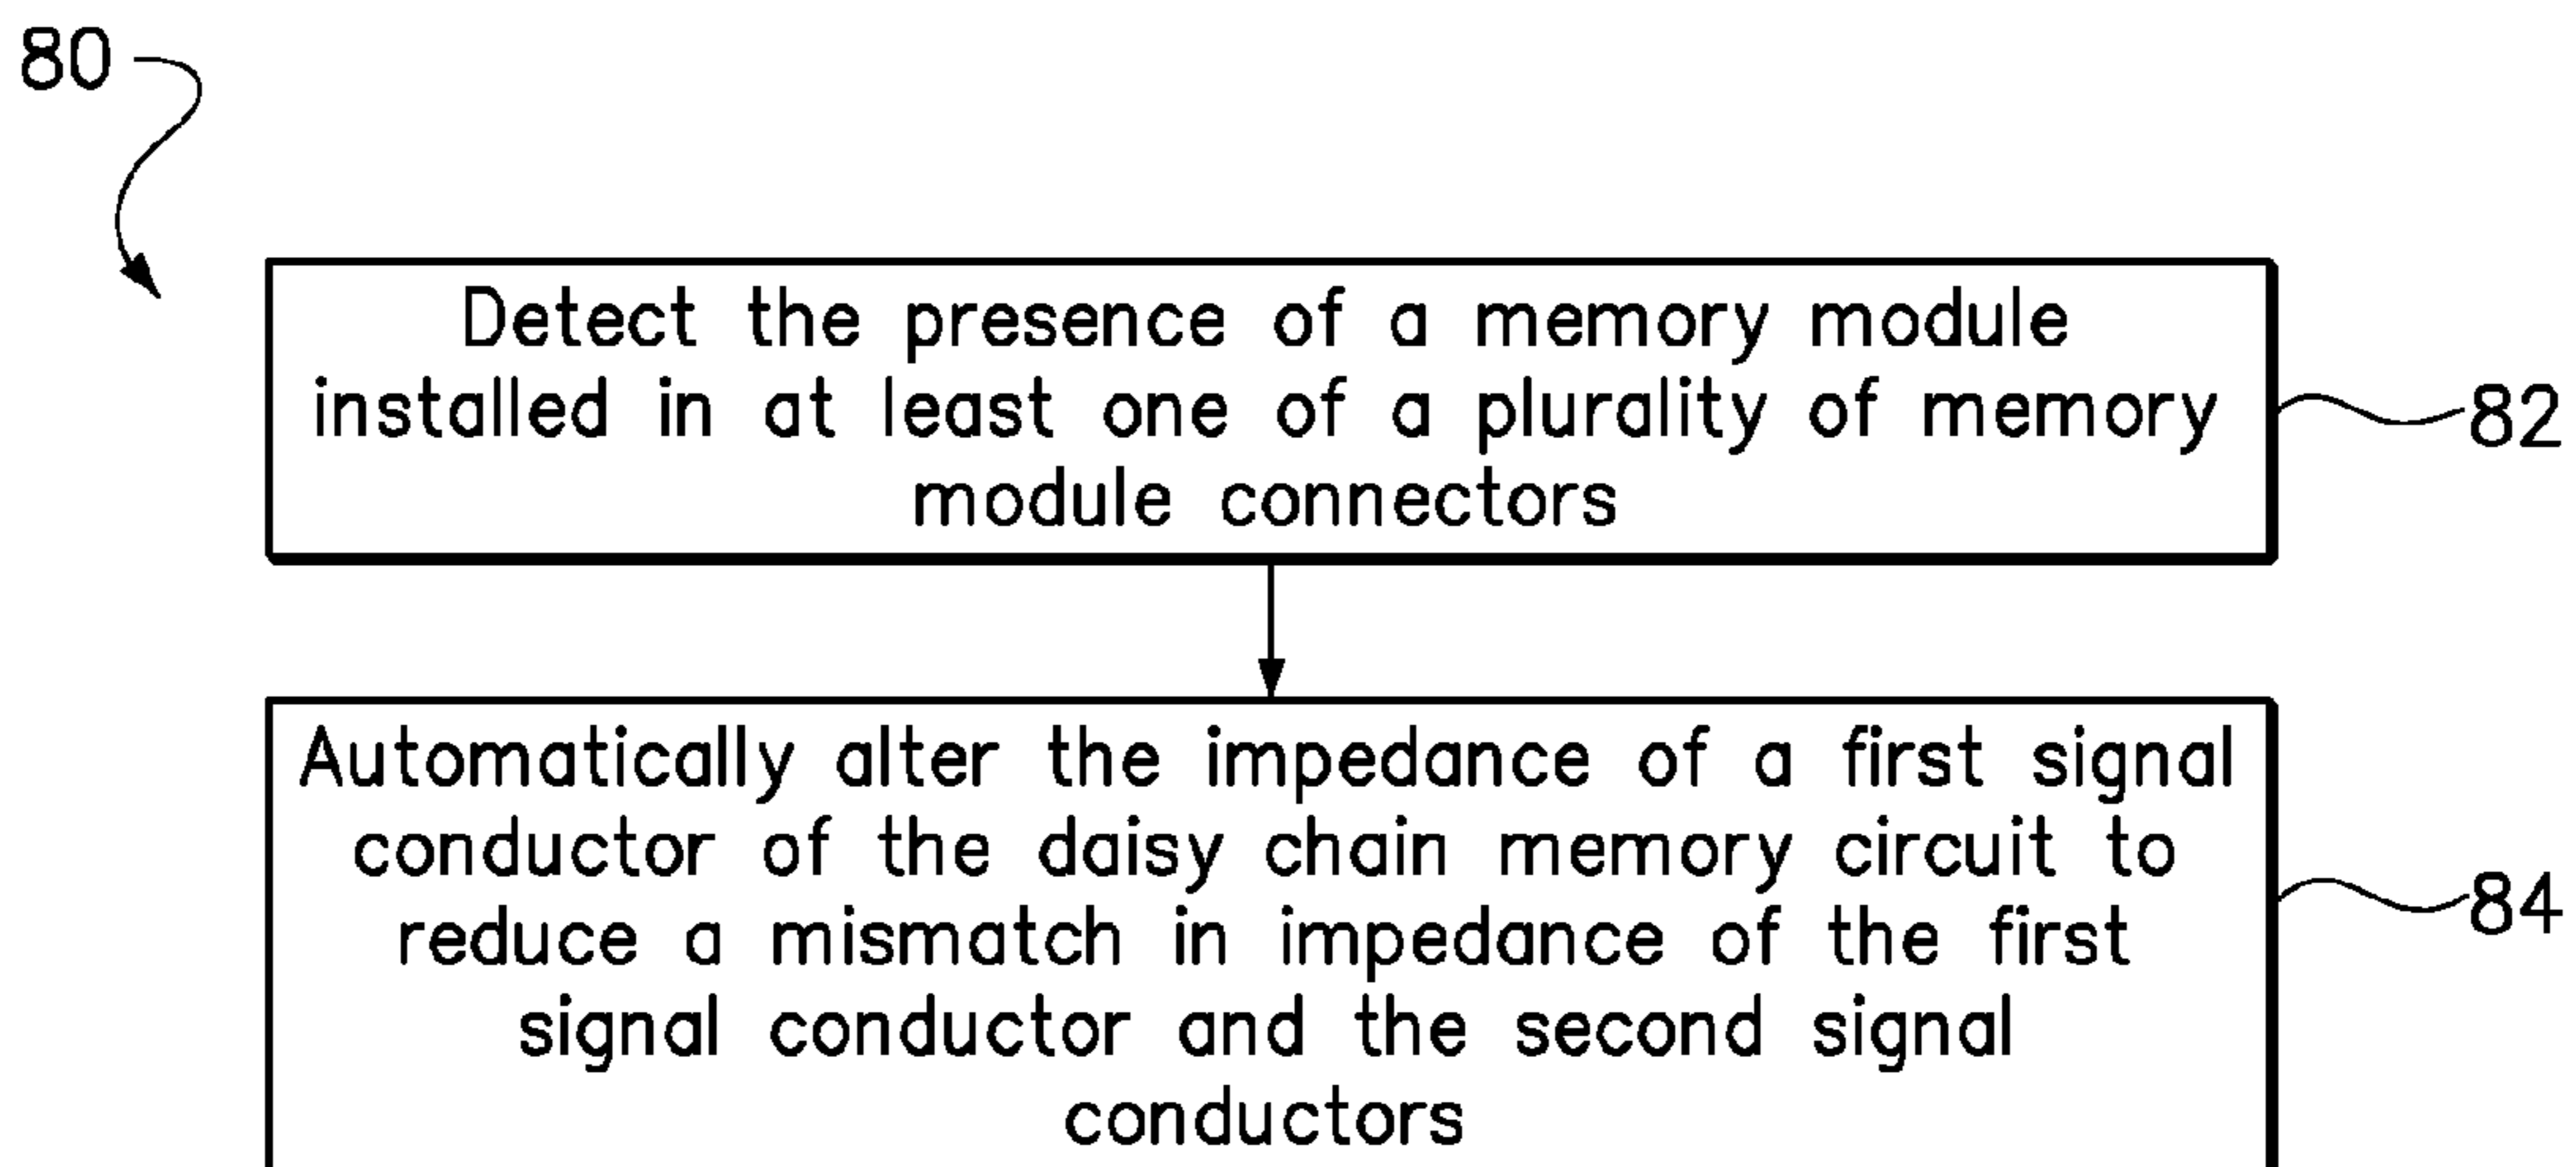 80
Detect the presence of a memory module
installed in at least one of a plurality of memory
module connectors
82
Automatically alter the impedance of a first signal
conductor of the daisy chain memory circuit to
reduce a mismatch in impedance of the first
signal conductor and the second signal
conductors
84